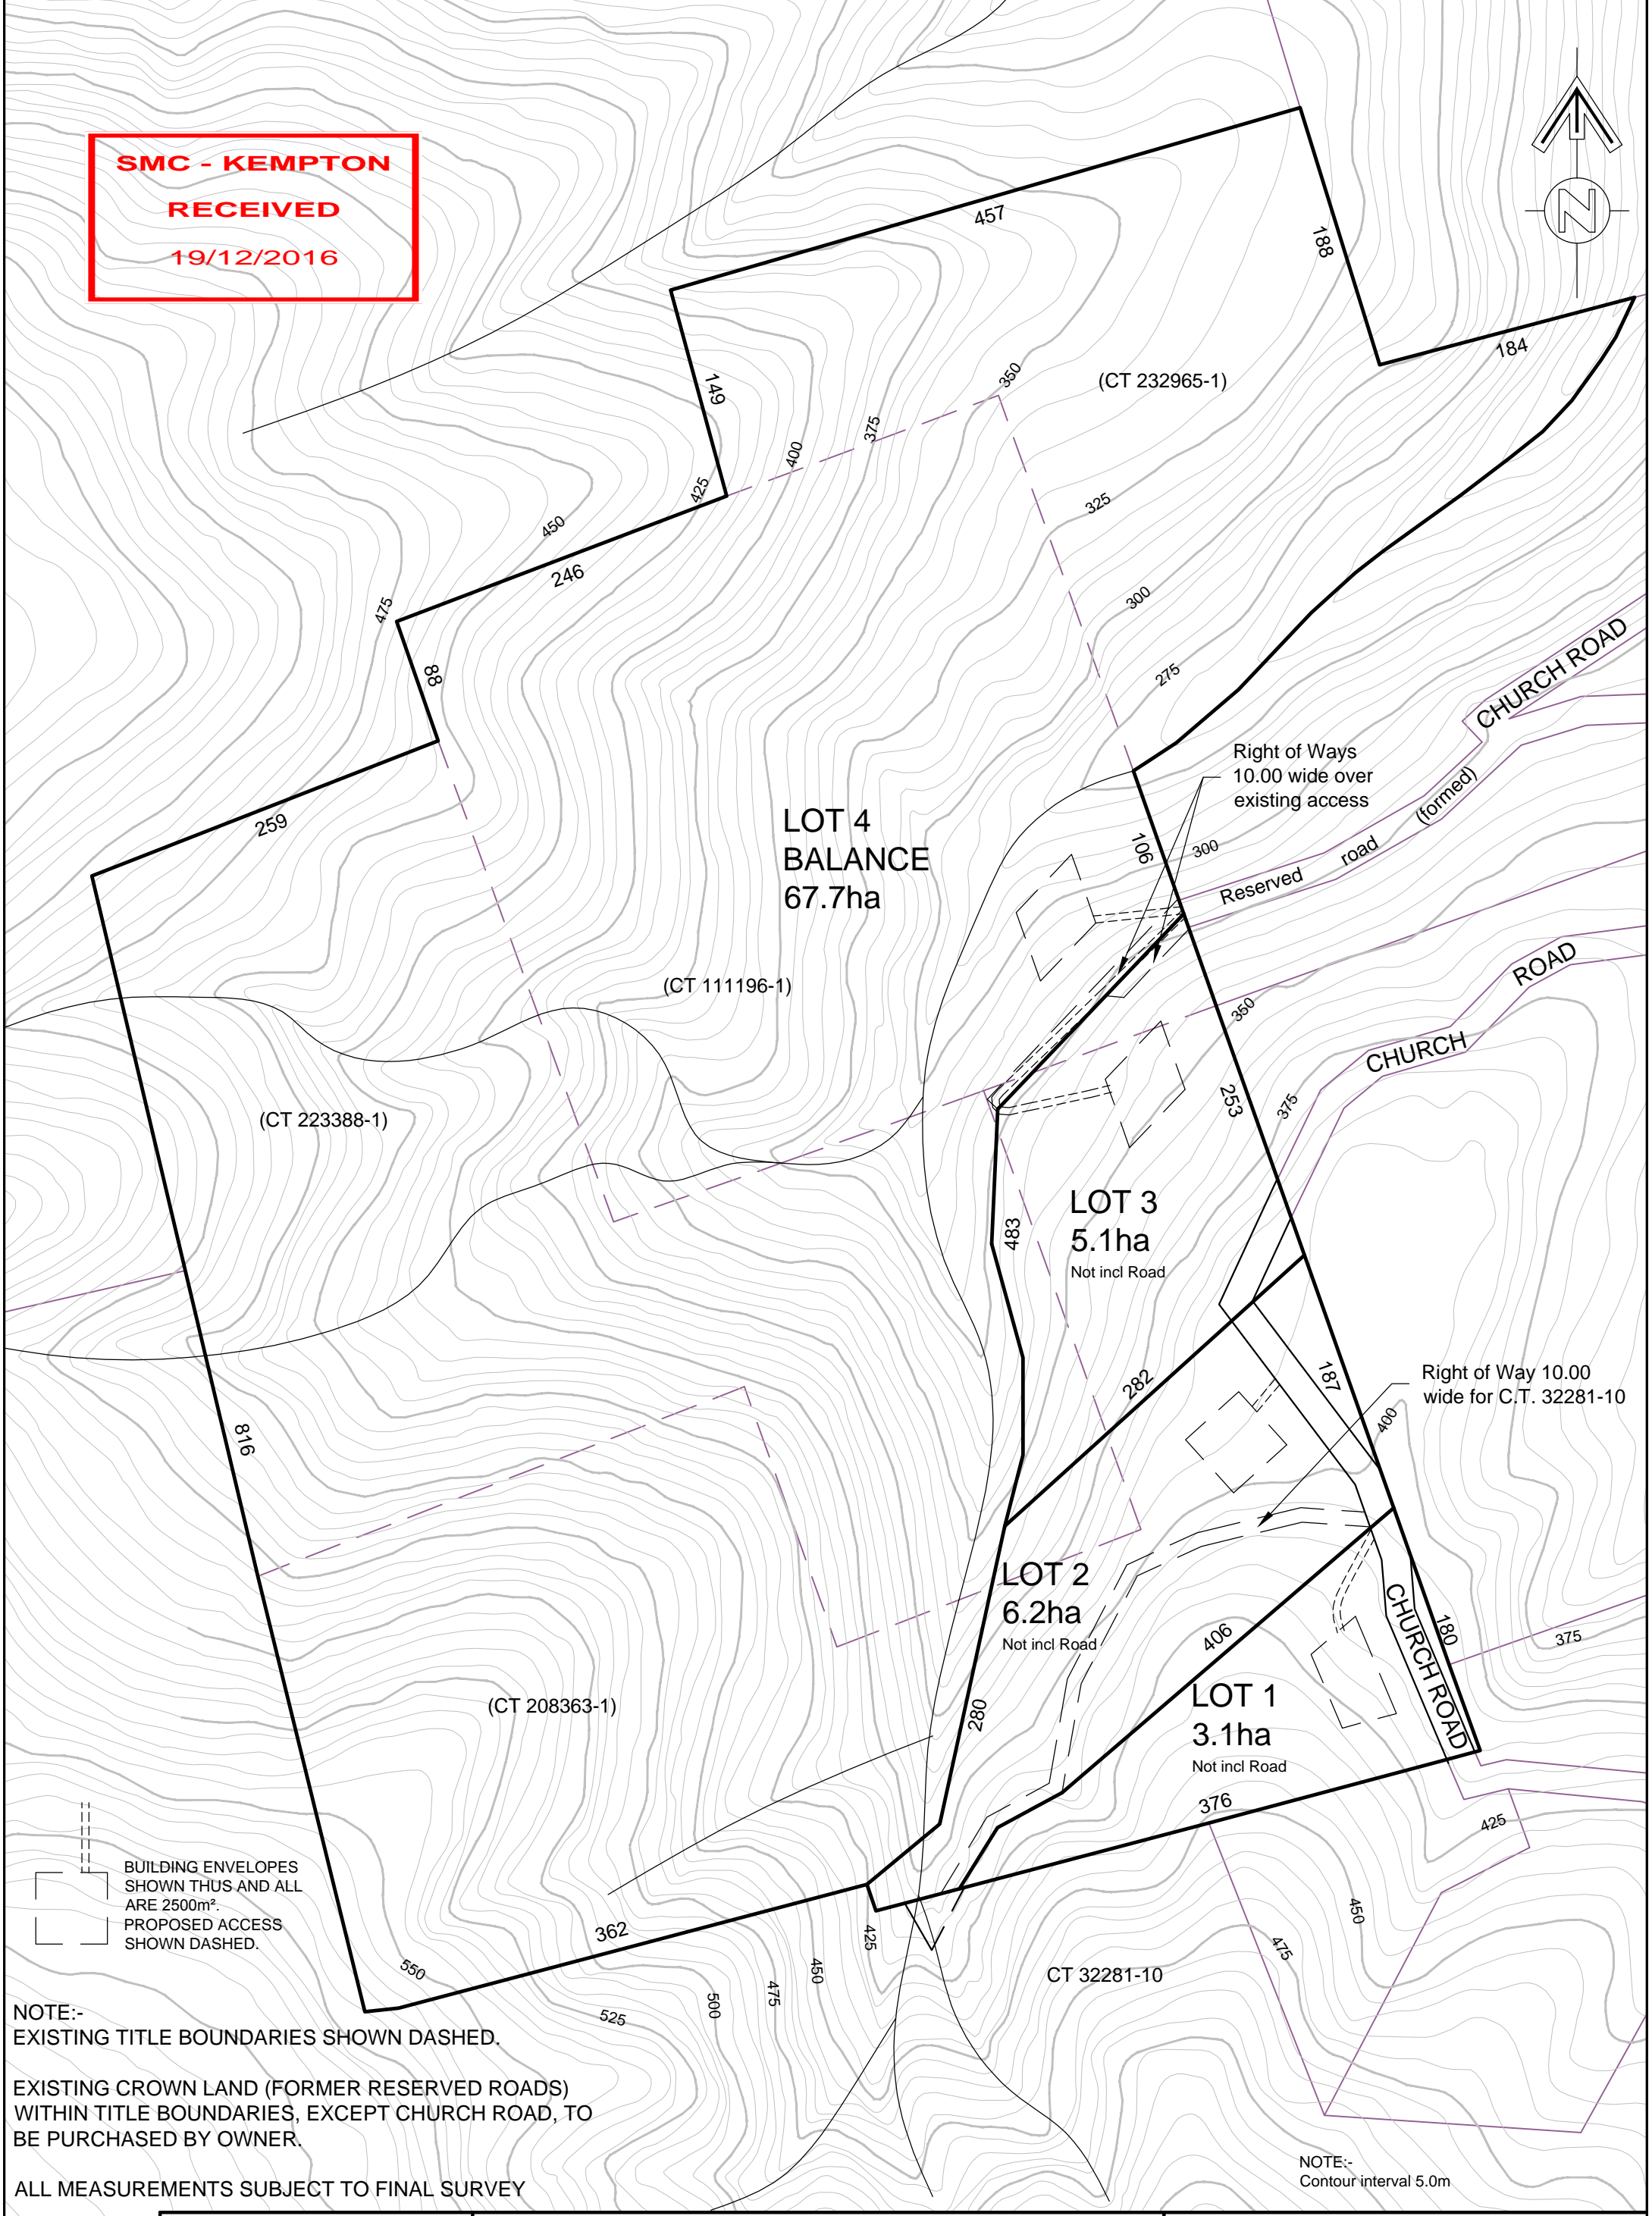 SMC - KEMPTON
RECEIVED
19/12/2016
N
457
188
184
149
350
(CT 232965-1)
375
400
425
325
450
246
475
300
88
275
CHURCH ROAD
Right of Ways
10.00 wide over
existing access
(formed)
259
LOT 4
BALANCE
67.7ha
106
300
road
Reserved
ROAD
(CT 111196-1)
350
CHURCH
253
375
(CT 223388-1)
LOT 3
5.1ha
Not incl Road
483
282
187
Right of Way 10.00
wide for C.T. 32281-10
400
816
LOT 2
6.2ha
Not incl Road
406
CHURCH ROAD
180
375
(CT 208363-1)
280
LOT 1
3.1ha
Not incl Road
376
425
BUILDING ENVELOPES
SHOWN THUS AND ALL
ARE 2500m².
PROPOSED ACCESS
SHOWN DASHED.
362
425
450
475
450
550
475
500
525
CT 32281-10
NOTE:-
EXISTING TITLE BOUNDARIES SHOWN DASHED.
EXISTING CROWN LAND (FORMER RESERVED ROADS)
WITHIN TITLE BOUNDARIES, EXCEPT CHURCH ROAD, TO
BE PURCHASED BY OWNER.
ALL MEASUREMENTS SUBJECT TO FINAL SURVEY
NOTE:-
Contour interval 5.0m